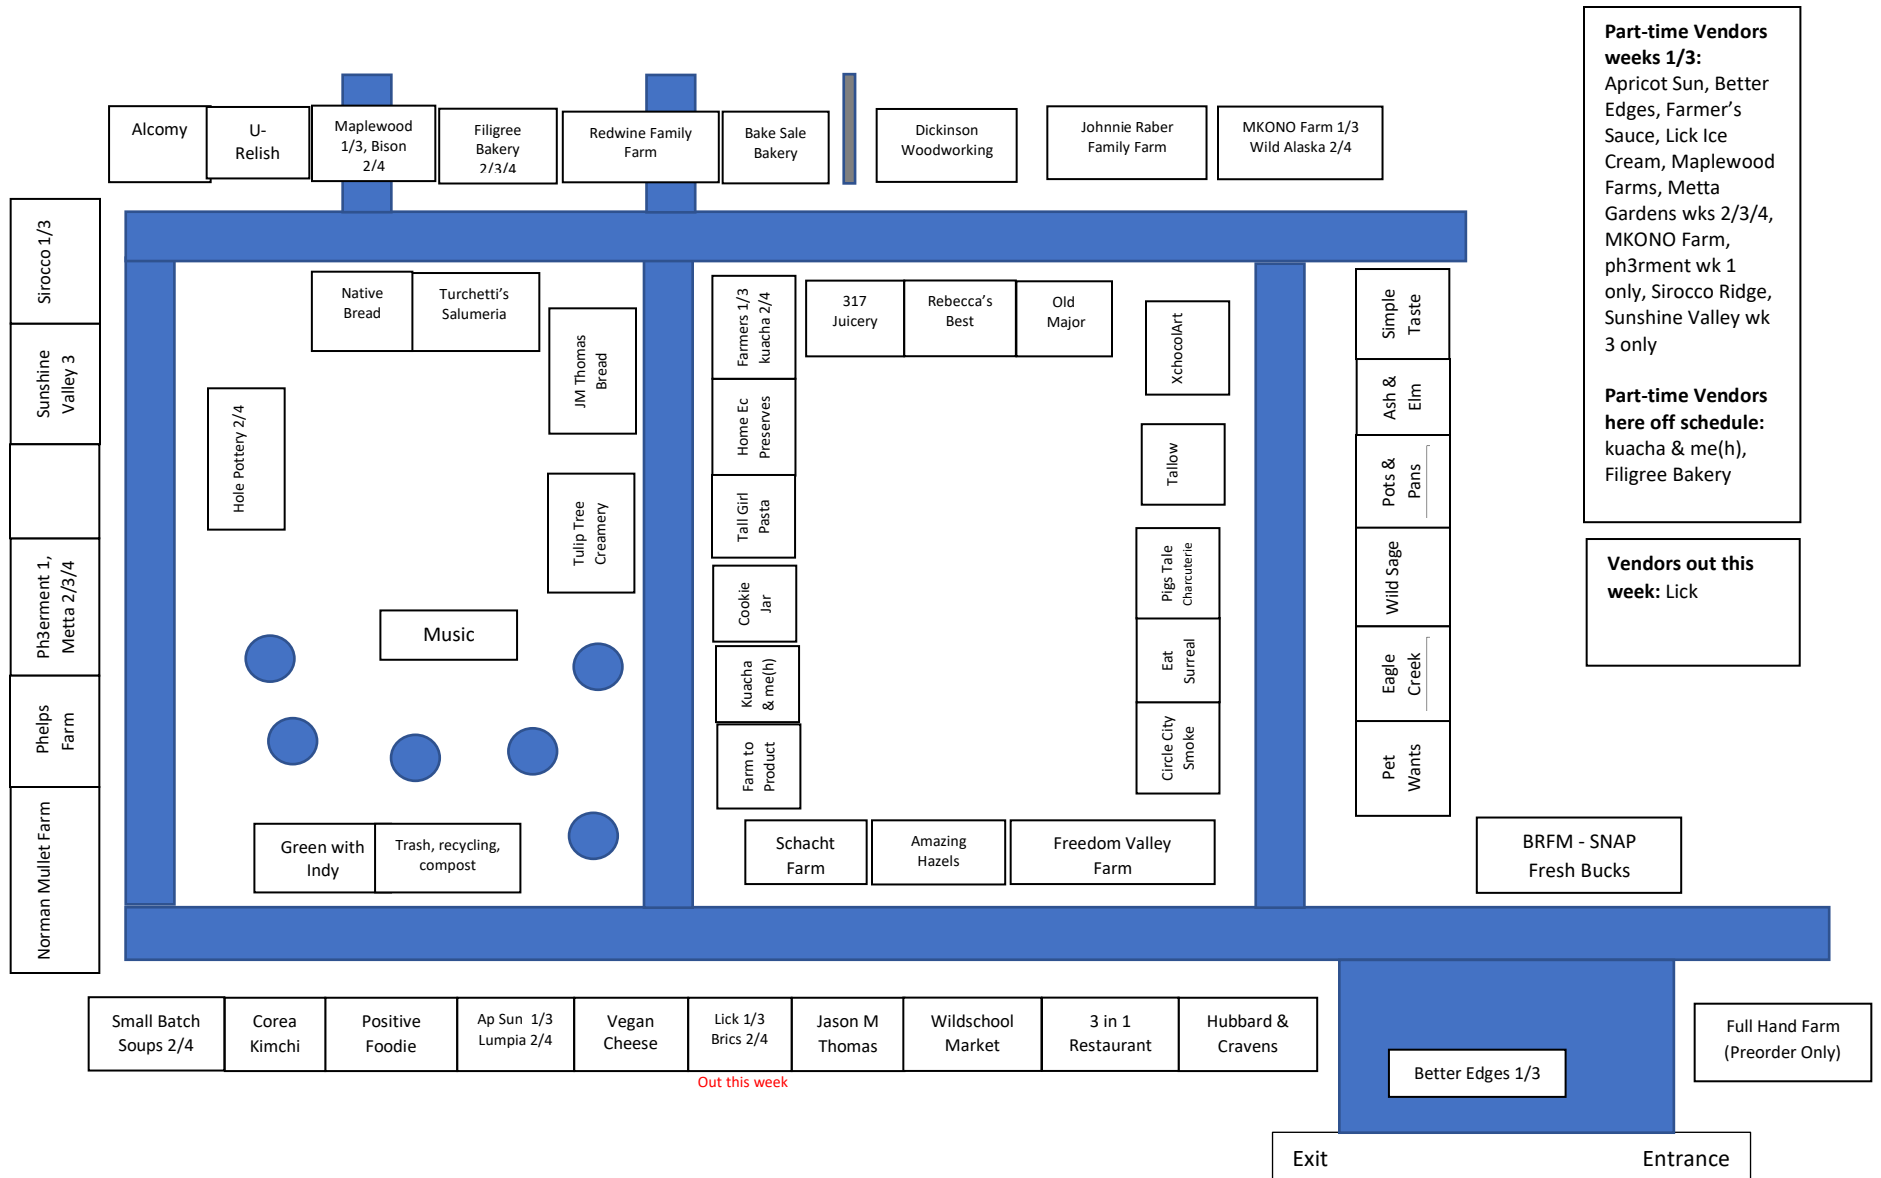 Part-time Vendors
weeks 1/3:
Apricot Sun, Better
Edges, Farmer’s
Sauce, Lick Ice
Cream, Maplewood
Farms, Metta
Gardens wks 2/3/4,
MKONO Farm,
ph3rment wk 1
only, Sirocco Ridge,
Sunshine Valley wk
3 only
Part-time Vendors
here off schedule:
kuacha & me(h),
Filigree Bakery
Vendors out this
week: Lick
Alcomy
U-
Relish
Maplewood
1/3, Bison
2/4
Filigree
Bakery
2/3/4
Redwine Family
Farm
Bake Sale
Bakery
Dickinson
Woodworking
Johnnie Raber
Family Farm
MKONO Farm 1/3
Wild Alaska 2/4
Sirocco 1/3
Sunshine
Valley 3
Ph3erment 1,
Metta 2/3/4
Phelps
Farm
Norman Mullet Farm
Native
Bread
Turchetti’s
Salumeria
JM Thomas
Bread
Hole Pottery 2/4
Tulip Tree
Creamery
Music
Green with
Indy
Trash, recycling,
compost
Farmers 1/3
kuacha 2/4
Home Ec
Preserves
Tall Girl
Pasta
Cookie
Jar
Kuacha
& me(h)
Farm to
Product
317
Juicery
Rebecca’s
Best
Old
Major
XchocolArt
Tallow
Pigs Tale
Charcuterie
Eat
Surreal
Circle City
Smoke
Schacht
Farm
Amazing
Hazels
Freedom Valley
Farm
Simple
Taste
Ash &
Elm
Pots &
Pans
Wild Sage
Eagle
Creek
Pet
Wants
BRFM - SNAP
Fresh Bucks
Small Batch
Soups 2/4
Corea
Kimchi
Positive
Foodie
Ap Sun 1/3
Lumpia 2/4
Vegan
Cheese
Lick 1/3
Brics 2/4
Out this week
Jason M
Thomas
Wildschool
Market
3 in 1
Restaurant
Hubbard &
Cravens
Better Edges 1/3
Full Hand Farm
(Preorder Only)
Exit
Entrance